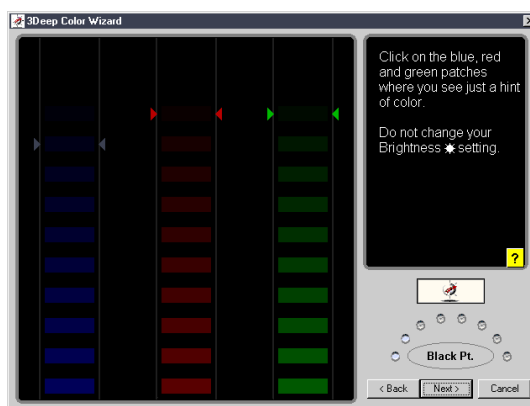 3Deep Color Wizard
Click on the blue, red
and green patches
where you see just a hint
of color.
Do not change your
Brightness setting.
?
Black Pt.
< Back Next > Cancel